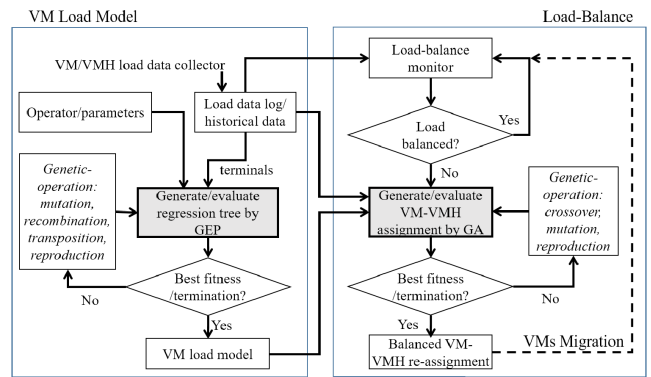 VM Load Model
Load-Balance
VM/VMH load data collector
Operator/parameters
Load data log/
historical data
terminals
Genetic-
operation:
mutation,
recombination,
transposition,
reproduction
Generate/evaluate
regression tree by
GEP
Best fitness
/termination?
No
Yes
VM load model
Load-balance
monitor
Load
balanced?
Yes
No
Generate/evaluate
VM-VMH
assignment by GA
Genetic-
operation:
crossover,
mutation,
reproduction
Best fitness
/termination?
No
Yes
Balanced VM-
VMH re-assignment
VMs Migration